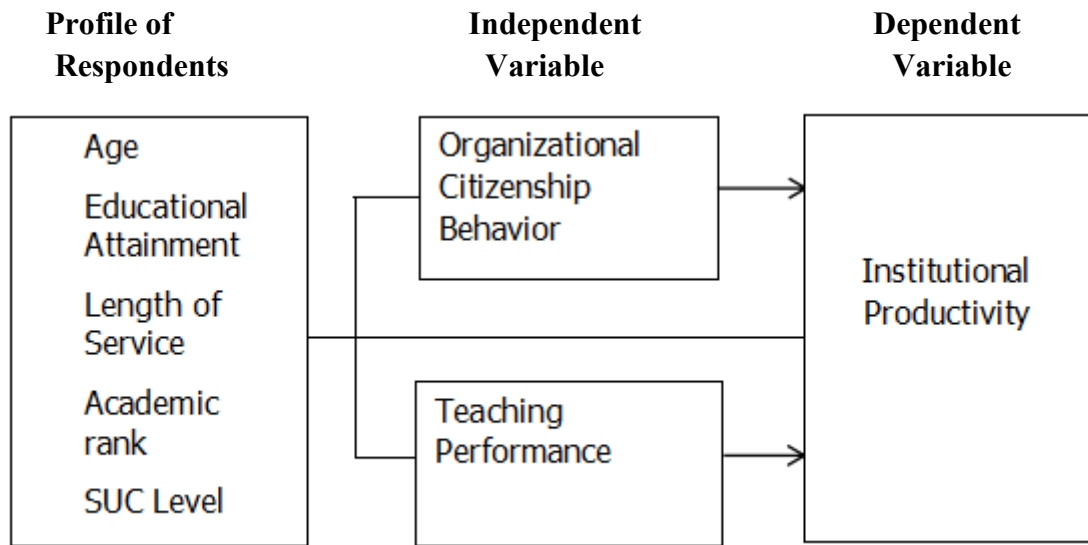 Profile of
Respondents
Independent
Variable
Dependent
Variable
Age
Educational
Attainment
Length of
Service
Academic
rank
SUC Level
Organizational
Citizenship
Behavior
Teaching
Performance
Institutional
Productivity